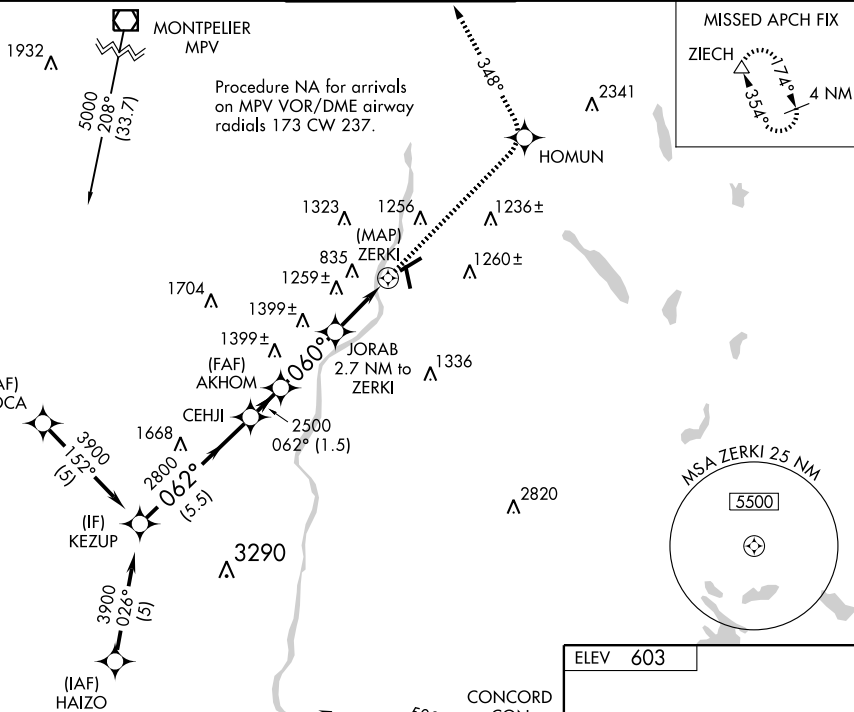 MONTPELIER
MPV
1932
5000
208°
(33.7)
Procedure NA for arrivals
on MPV VOR/DME airway
radials 173 CW 237.
348°
2341
HOMUN
MISSED APCH FIX
ZIECH
174°
354°
4 NM
1323
1256
1236±
(MAP)
ZERKI
835
1259±
1260±
1704
1399±
1399±
060°
JORAB
2.7 NM to
ZERKI
1336
(FAF)
AKHOM
CEHJI
2500
062° (1.5)
AF)
OCA
3900
152°
(5)
1668
2800
062°
(5.5)
(IF)
KEZUP
3290
2820
MSA ZERKI 25 NM
5500
3900
026°
(5)
(IAF)
HAIZO
ELEV 603
CONCORD